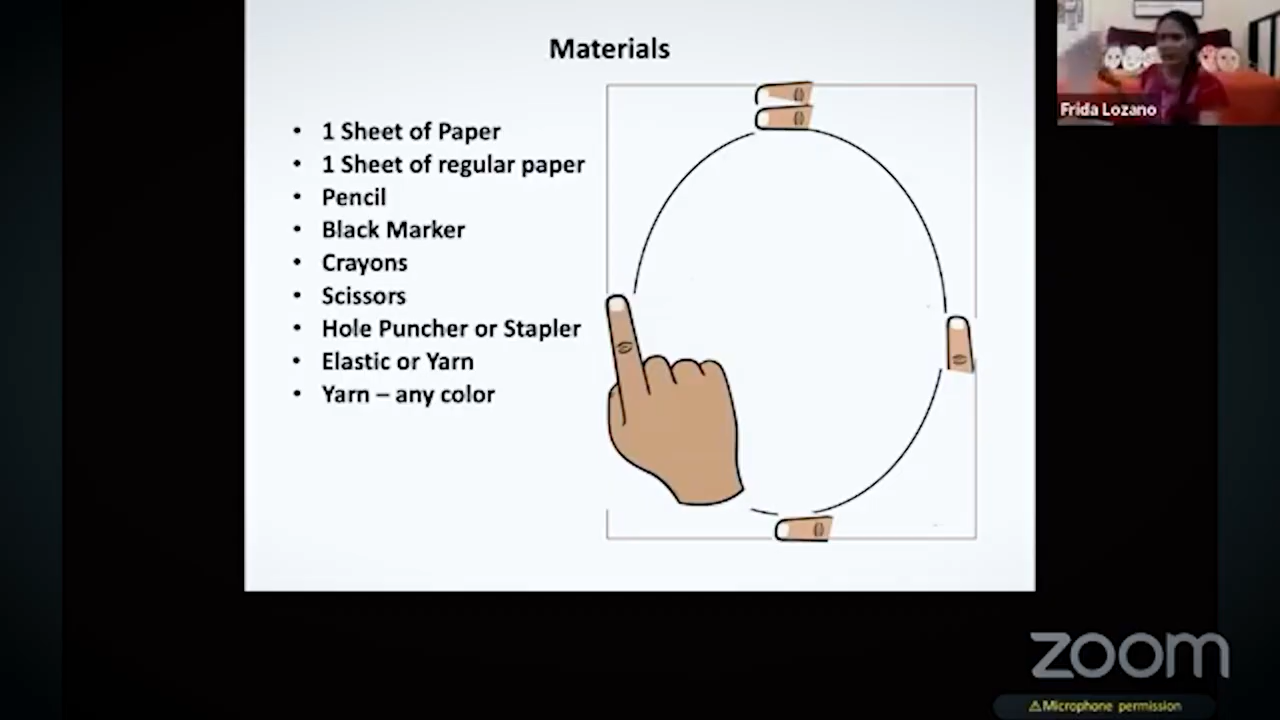 Materials
• 1 Sheet of Paper
• 1 Sheet of regular paper
• Pencil
• Black Marker
• Crayons
• Scissors
• Hole Puncher or Stapler
• Elastic or Yarn
• Yarn – any color
Frida Lozano
zoom
⚠Microphone permission